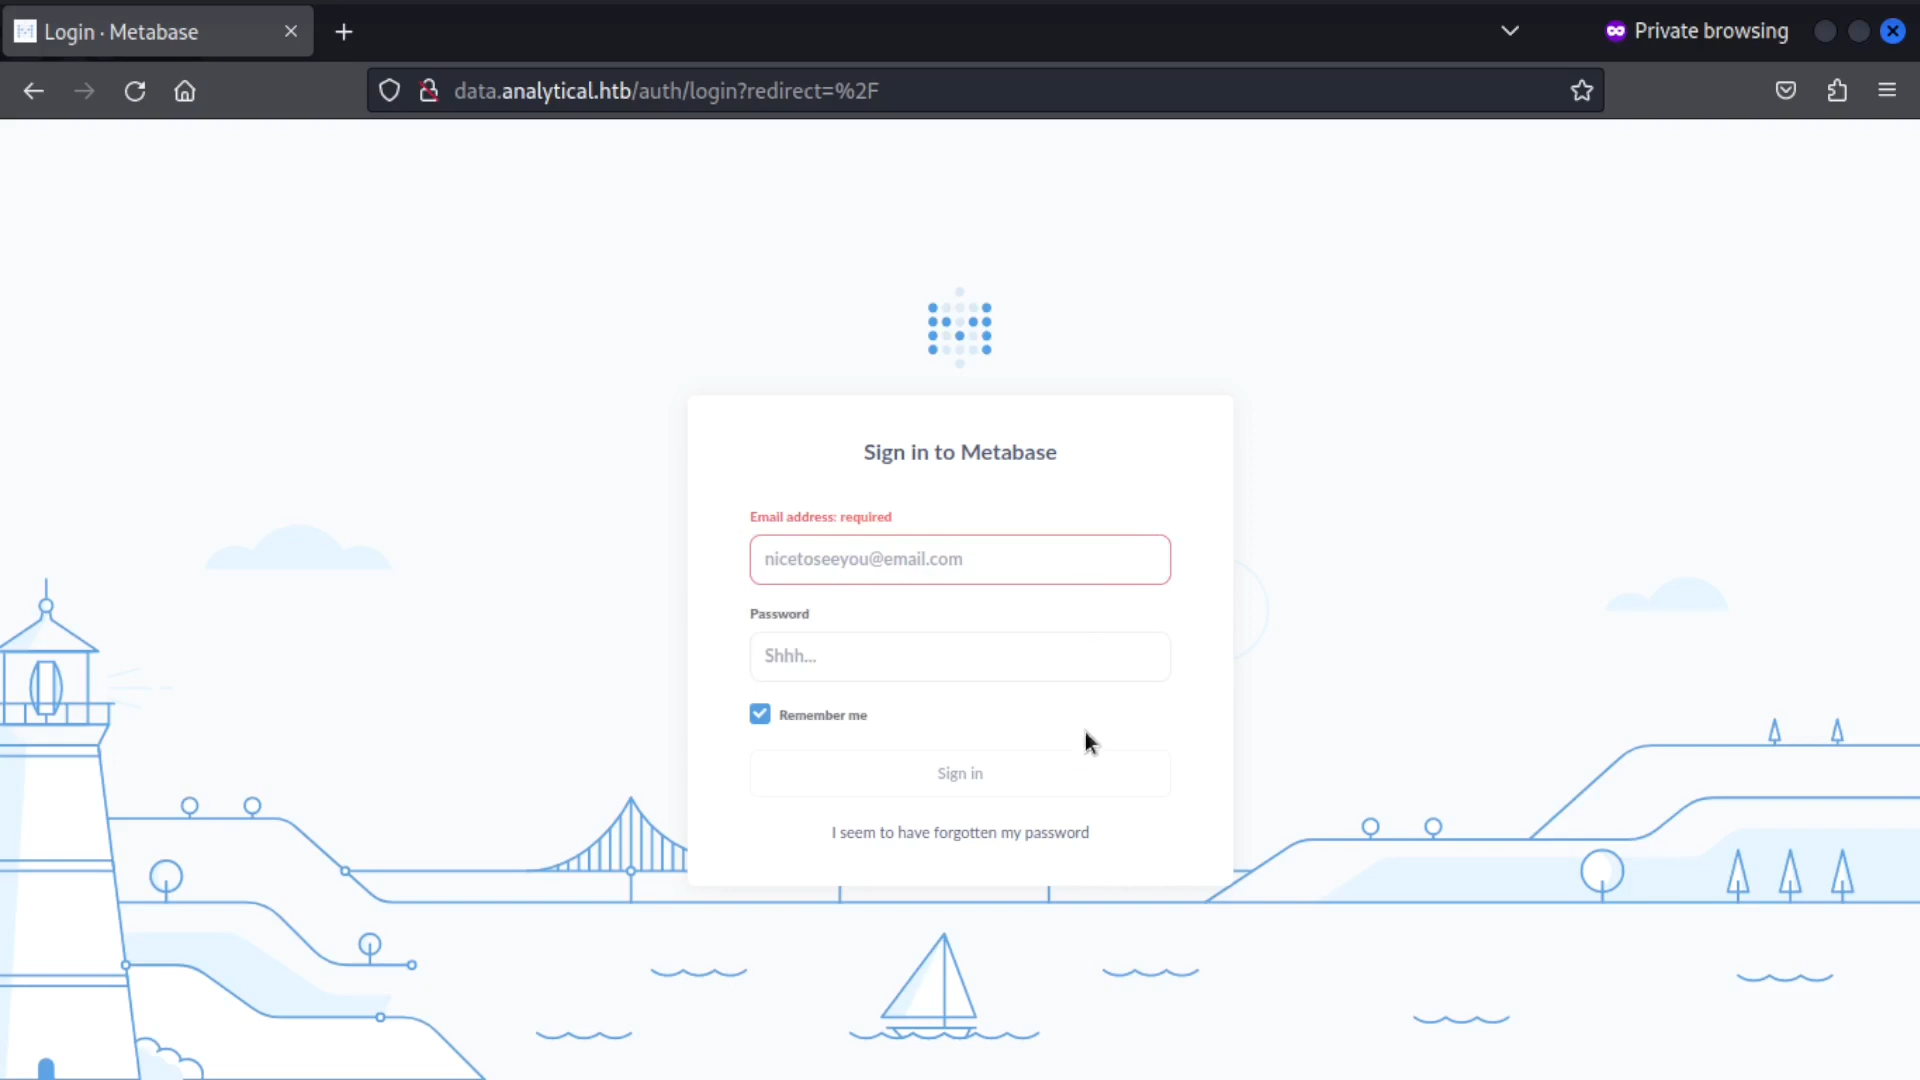 Login · Metabase
Private browsing
data.analytical.htb/auth/login?redirect=%2F
Sign in to Metabase
Email address: required
nicetoseeyou@email.com
Password
Shhh...
Remember me
Sign in
I seem to have forgotten my password